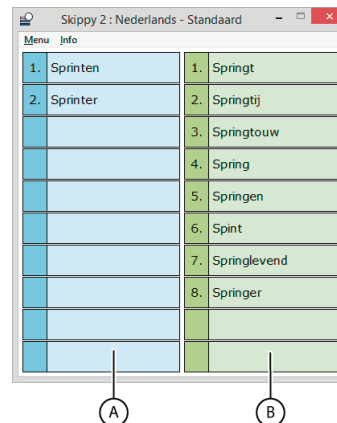 Skippy 2 : Nederlands - Standaard
Menu Info
1. Sprinten
2. Sprinter
1. Springt
2. Springtij
3. Springtouw
4. Spring
5. Springen
6. Spint
7. Springlevend
8. Springer
A
B